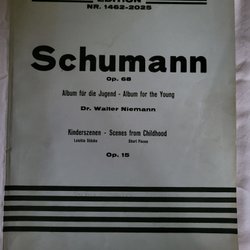 EDITION
NR. 1462-2025
Schumann
Op. 68
Album für die Jugend - Album for the Young
Dr. Walter Niemann
Kinderszenen - Scenes from Childhood
Leichte Stücke Short Pieces
Op. 15